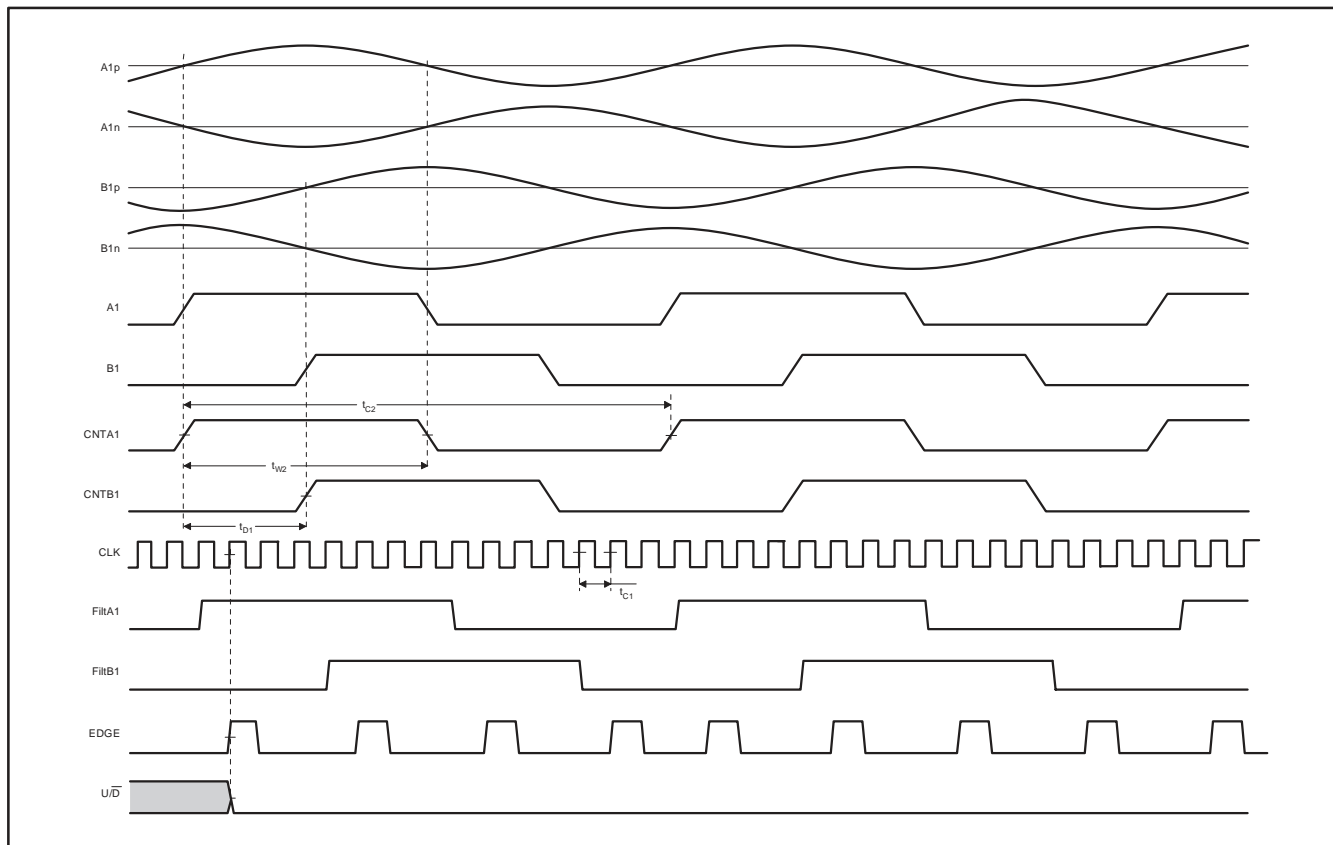 A1p
A1n
B1p
B1n
A1
B1
tC2
CNTA1
tW2
CNTB1
tD1
CLK
tC1
FiltA1
FiltB1
EDGE
U/D̅